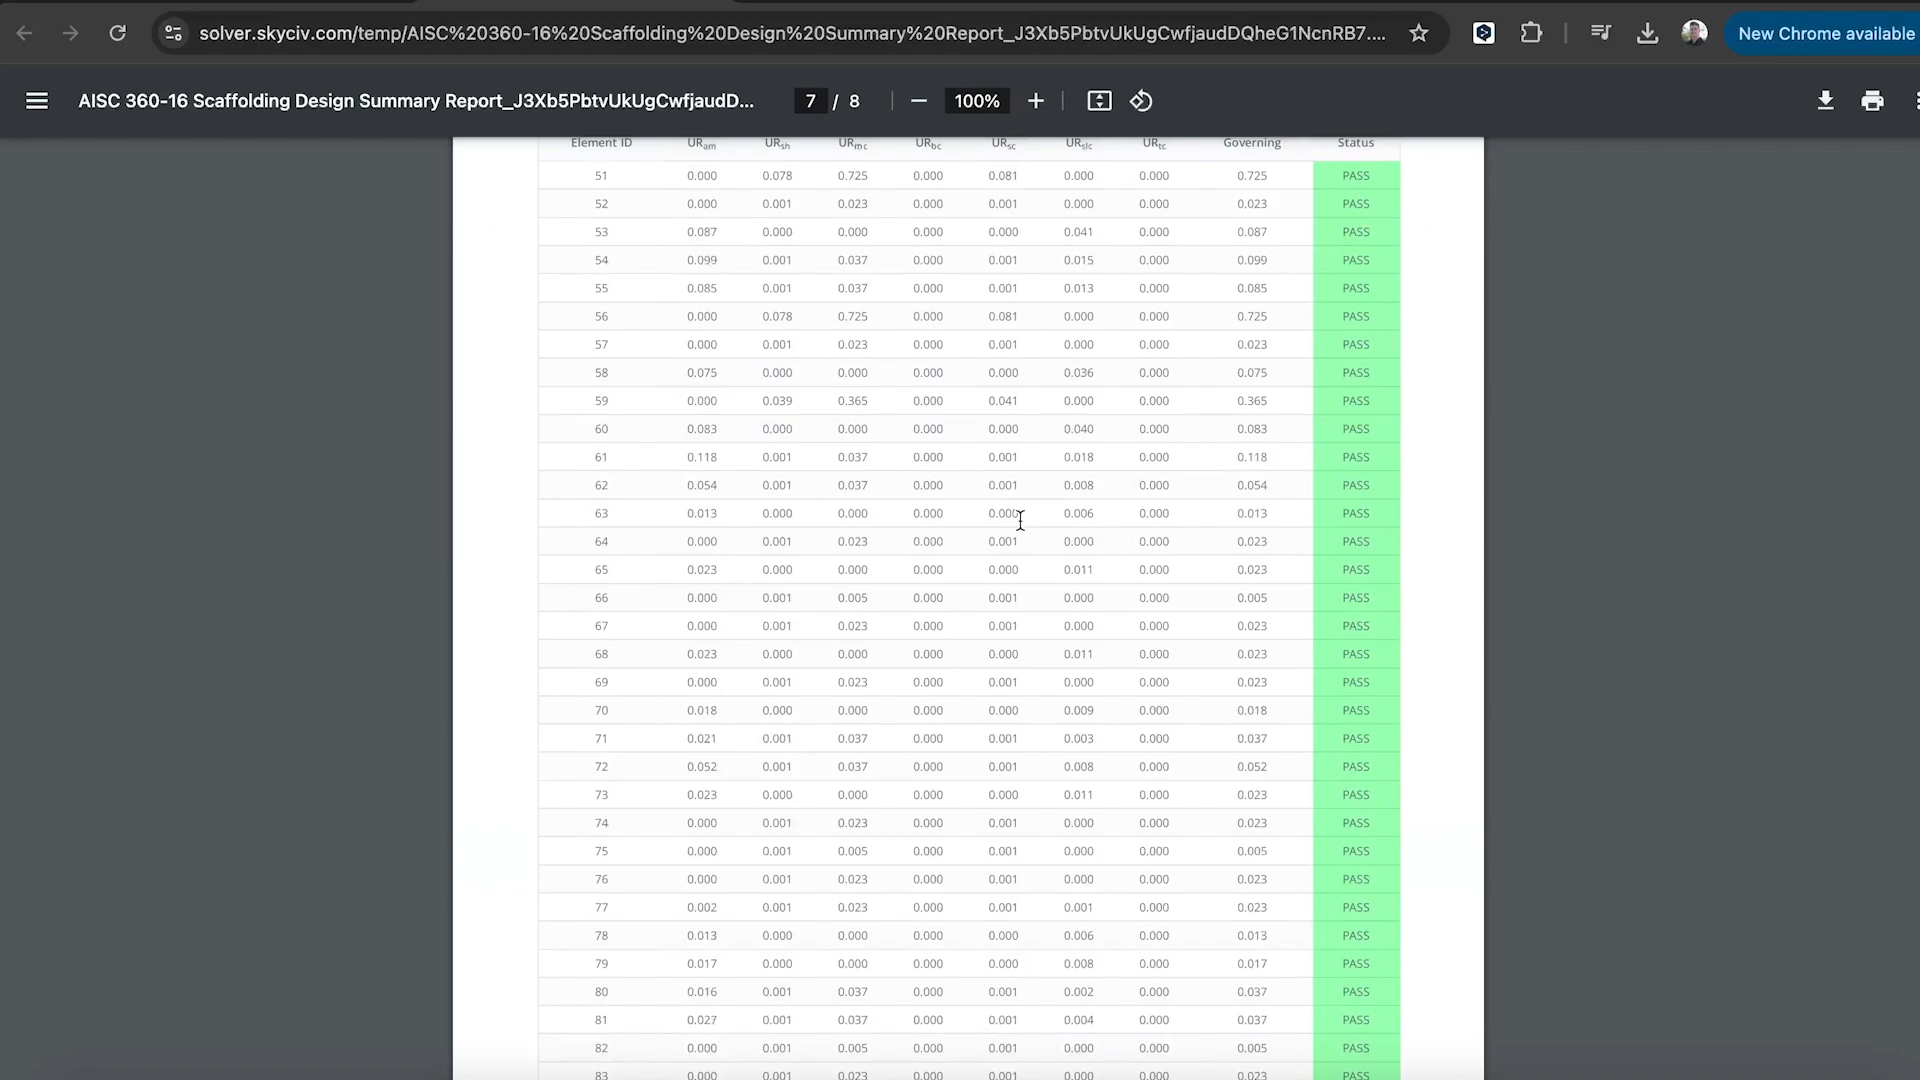 solver.skyciv.com/temp/AISC%20360-16%20Scaffolding%20Design%20Summary%20Report_J3Xb5PbtvUkUgCwfjaudDQheG1NcnRB7....
New Chrome available
AISC 360-16 Scaffolding Design Summary Report_J3Xb5PbtvUkUgCwfjaudD...
7 / 8
100%
Element ID URam URsh URmc URbc URsc URslc URtc Governing Status
51 0.000 0.078 0.725 0.000 0.081 0.000 0.000 0.725 PASS
52 0.000 0.001 0.023 0.000 0.001 0.000 0.000 0.023 PASS
53 0.087 0.000 0.000 0.000 0.000 0.041 0.000 0.087 PASS
54 0.099 0.001 0.037 0.000 0.001 0.015 0.000 0.099 PASS
55 0.085 0.001 0.037 0.000 0.001 0.013 0.000 0.085 PASS
56 0.000 0.078 0.725 0.000 0.081 0.000 0.000 0.725 PASS
57 0.000 0.001 0.023 0.000 0.001 0.000 0.000 0.023 PASS
58 0.075 0.000 0.000 0.000 0.000 0.036 0.000 0.075 PASS
59 0.000 0.039 0.365 0.000 0.041 0.000 0.000 0.365 PASS
60 0.083 0.000 0.000 0.000 0.000 0.040 0.000 0.083 PASS
61 0.118 0.001 0.037 0.000 0.001 0.018 0.000 0.118 PASS
62 0.054 0.001 0.037 0.000 0.001 0.008 0.000 0.054 PASS
63 0.013 0.000 0.000 0.000 0.000 0.006 0.000 0.013 PASS
64 0.000 0.001 0.023 0.000 0.001 0.000 0.000 0.023 PASS
65 0.023 0.000 0.000 0.000 0.000 0.011 0.000 0.023 PASS
66 0.000 0.001 0.005 0.000 0.001 0.000 0.000 0.005 PASS
67 0.000 0.001 0.023 0.000 0.001 0.000 0.000 0.023 PASS
68 0.023 0.000 0.000 0.000 0.000 0.011 0.000 0.023 PASS
69 0.000 0.001 0.023 0.000 0.001 0.000 0.000 0.023 PASS
70 0.018 0.000 0.000 0.000 0.000 0.009 0.000 0.018 PASS
71 0.021 0.001 0.037 0.000 0.001 0.003 0.000 0.037 PASS
72 0.052 0.001 0.037 0.000 0.001 0.008 0.000 0.052 PASS
73 0.023 0.000 0.000 0.000 0.000 0.011 0.000 0.023 PASS
74 0.000 0.001 0.023 0.000 0.001 0.000 0.000 0.023 PASS
75 0.000 0.001 0.005 0.000 0.001 0.000 0.000 0.005 PASS
76 0.000 0.001 0.023 0.000 0.001 0.000 0.000 0.023 PASS
77 0.002 0.001 0.023 0.000 0.001 0.001 0.000 0.023 PASS
78 0.013 0.000 0.000 0.000 0.000 0.006 0.000 0.013 PASS
79 0.017 0.000 0.000 0.000 0.000 0.008 0.000 0.017 PASS
80 0.016 0.001 0.037 0.000 0.001 0.002 0.000 0.037 PASS
81 0.027 0.001 0.037 0.000 0.001 0.004 0.000 0.037 PASS
82 0.000 0.001 0.005 0.000 0.001 0.000 0.000 0.005 PASS
83 0.000 0.001 0.023 0.000 0.001 0.000 0.000 0.023 PASS